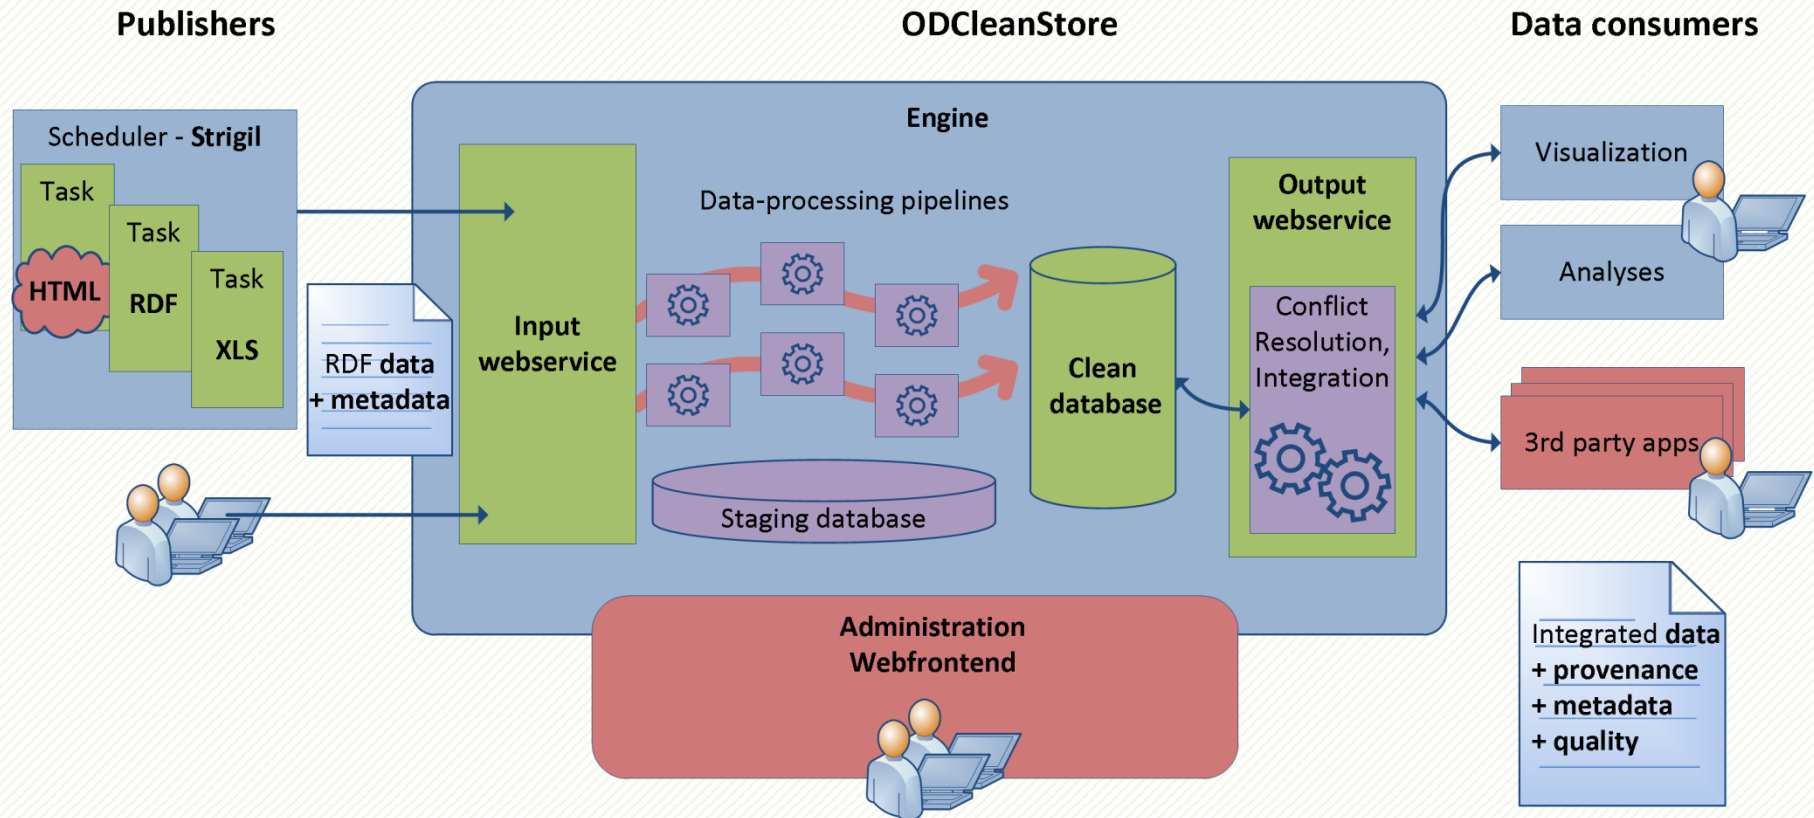 Publishers
ODCleanStore
Data consumers
Scheduler - Strigil
Task
HTML
Task
RDF
Task
XLS
RDF data
+ metadata
Engine
Input
webservice
Data-processing pipelines
Staging database
Clean
database
Output
webservice
Conflict
Resolution,
Integration
Visualization
Analyses
3rd party apps
Administration
Webfrontend
Integrated data
+ provenance
+ metadata
+ quality